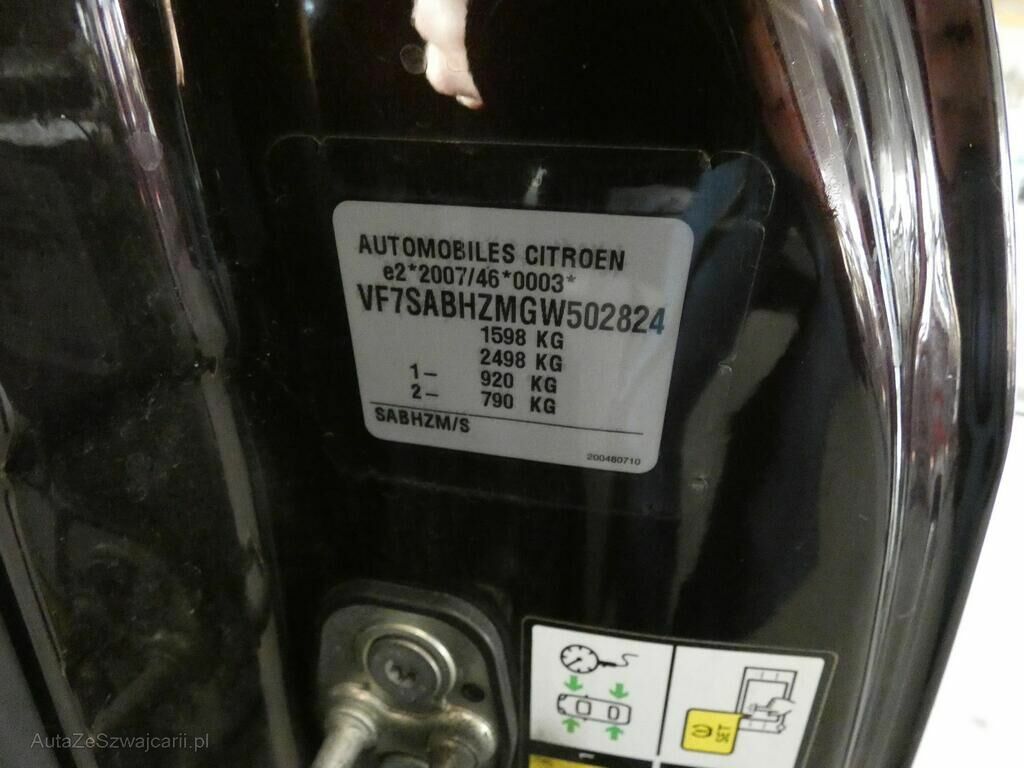 AUTOMOBILES CITROEN
e2*2007/46*0003*
VF7SABHZMGW502824
1598 KG
2498 KG
1– 920 KG
2– 790 KG
SABHZM/S
200480710
SET
AutaZeSzwajcarii.pl